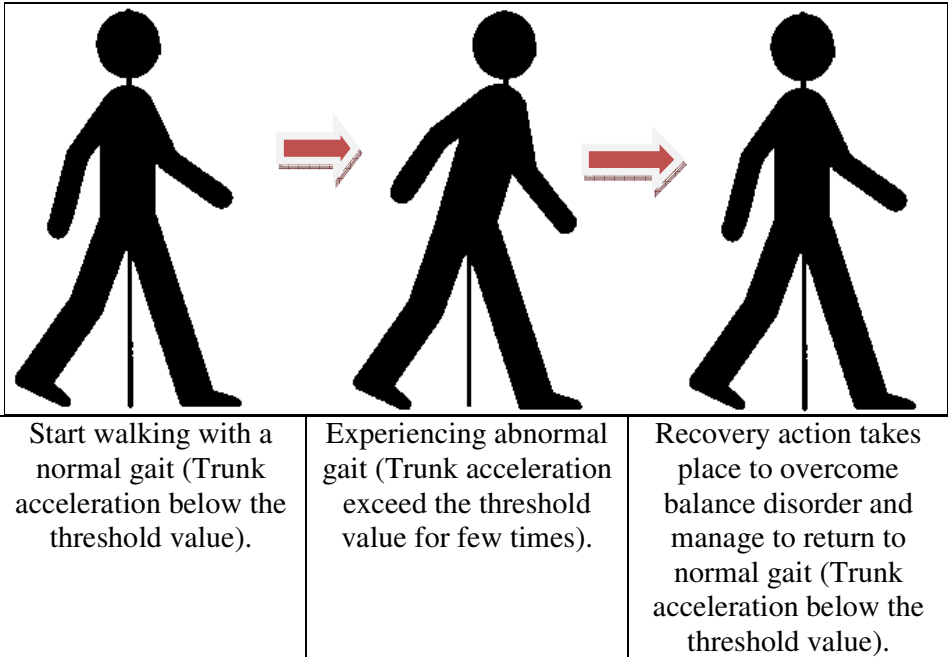 Start walking with a
normal gait (Trunk
acceleration below the
threshold value).
Experiencing abnormal
gait (Trunk acceleration
exceed the threshold
value for few times).
Recovery action takes
place to overcome
balance disorder and
manage to return to
normal gait (Trunk
acceleration below the
threshold value).